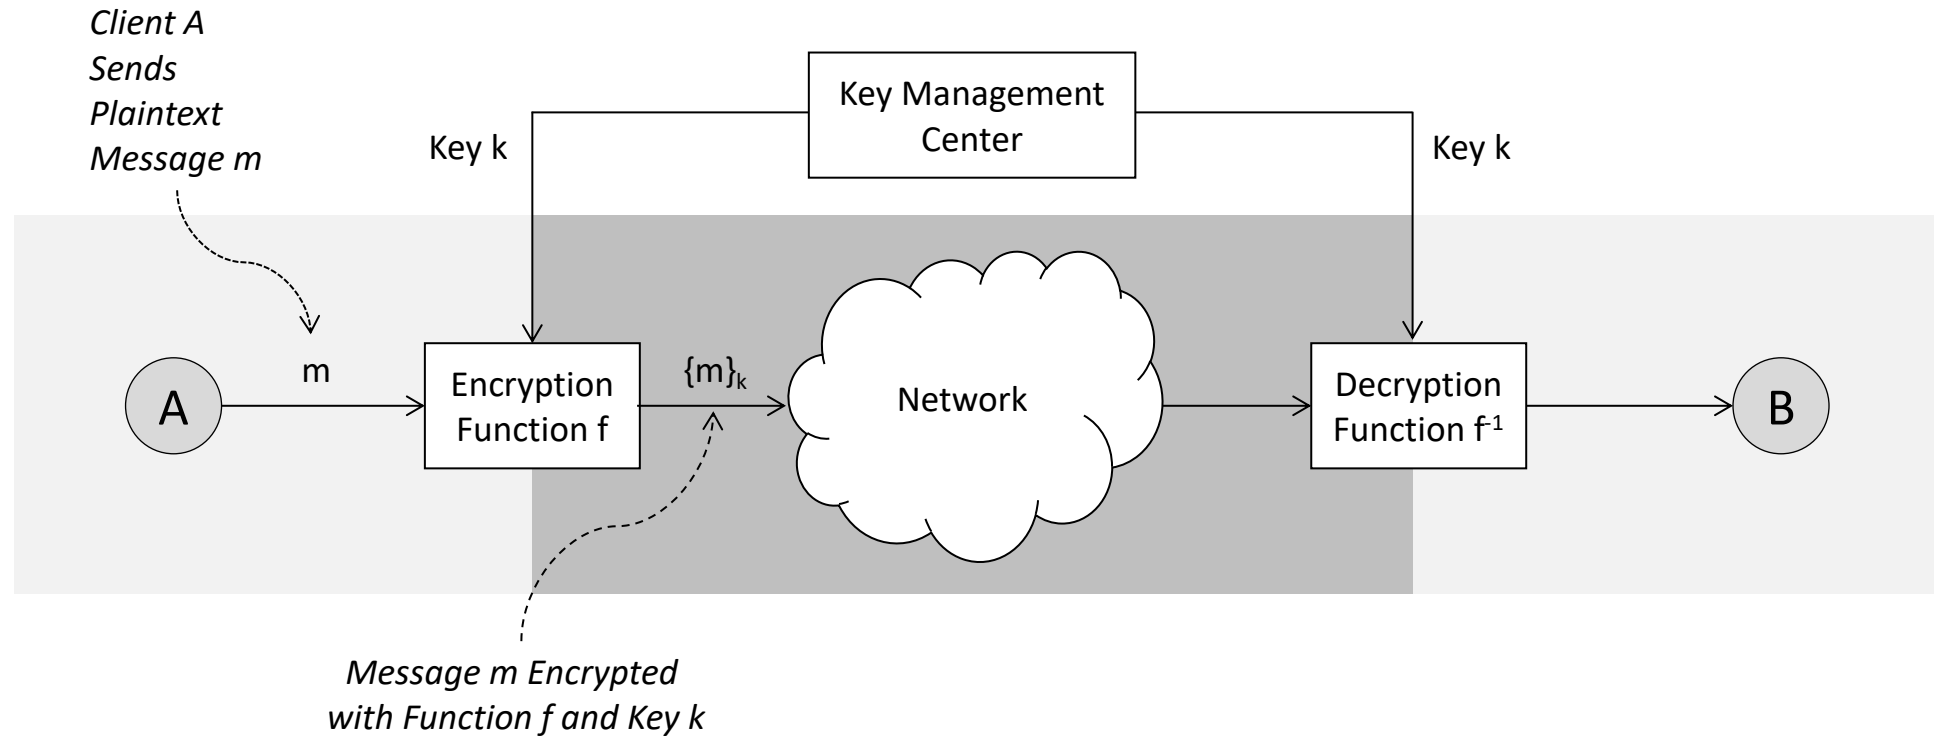 Client A
Sends
Plaintext
Message m
Key Management
Center
Key k
Key k
m
{m}k
A
Encryption
Function f
Network
Decryption
Function f-1
B
Message m Encrypted
with Function f and Key k